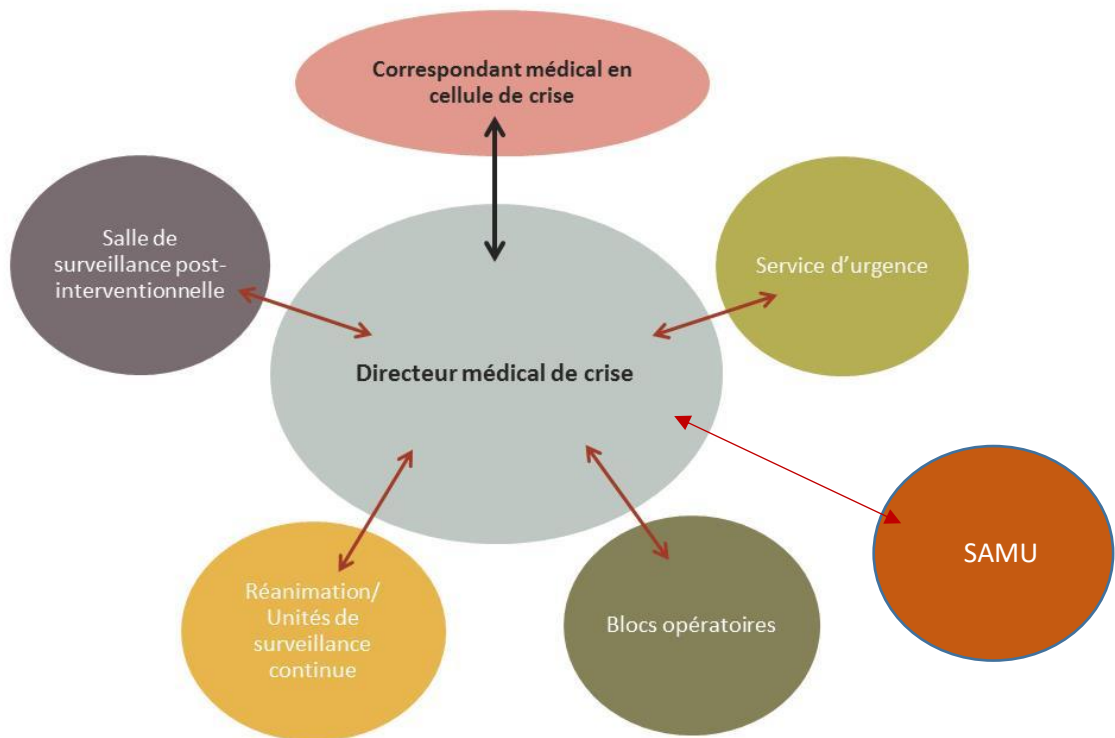 Correspondant médical en
cellule de crise
Salle de
surveillance post-
interventionnelle
Service d’urgence
Directeur médical de crise
SAMU
Réanimation/
Unités de
surveillance
continue
Blocs opératoires